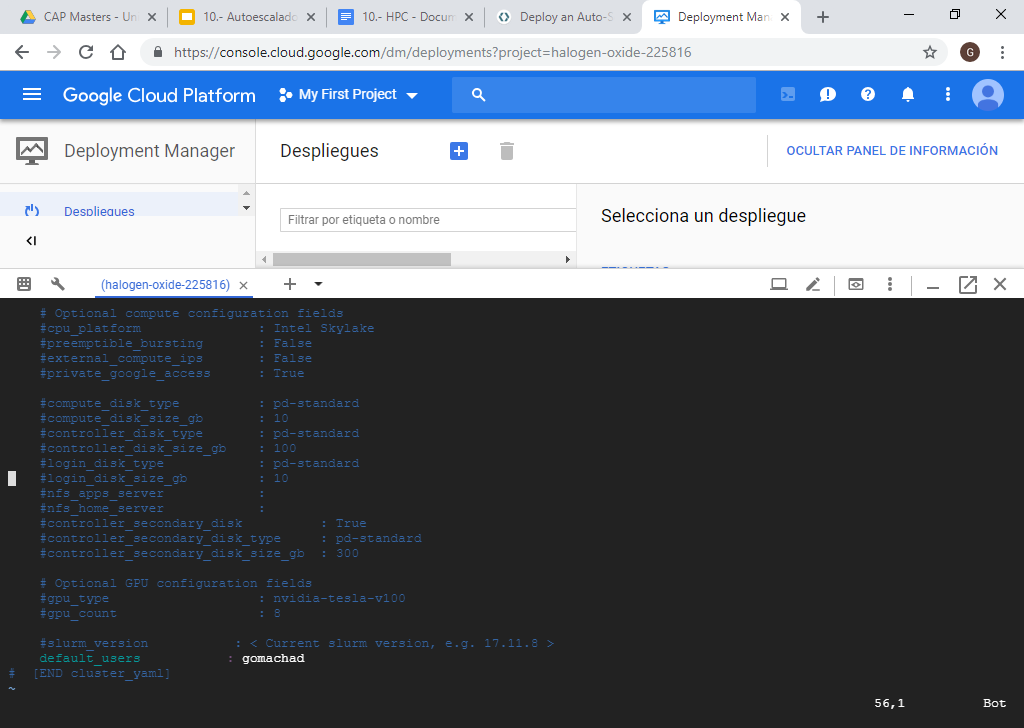 CAP Masters - Un
10.- Autoescalado
10.- HPC - Docum
Deploy an Auto-S
Deployment Man
https://console.cloud.google.com/dm/deployments?project=halogen-oxide-225816
G
Google Cloud Platform
My First Project
Deployment Manager
Despliegues
OCULTAR PANEL DE INFORMACIÓN
Despliegues
Filtrar por etiqueta o nombre
Selecciona un despliegue
ETIQUETAS
(halogen-oxide-225816)
# Optional compute configuration fields
#cpu_platform : Intel Skylake
#preemptible_bursting : False
#external_compute_ips : False
#private_google_access : True
#compute_disk_type : pd-standard
#compute_disk_size_gb : 10
#controller_disk_type : pd-standard
#controller_disk_size_gb : 100
#login_disk_type : pd-standard
#login_disk_size_gb : 10
#nfs_apps_server :
#nfs_home_server :
#controller_secondary_disk : True
#controller_secondary_disk_type : pd-standard
#controller_secondary_disk_size_gb : 300
# Optional GPU configuration fields
#gpu_type : nvidia-tesla-v100
#gpu_count : 8
#slurm_version : < Current slurm version, e.g. 17.11.8 >
default_users : gomachad
# [END cluster_yaml]
~
56,1 Bot